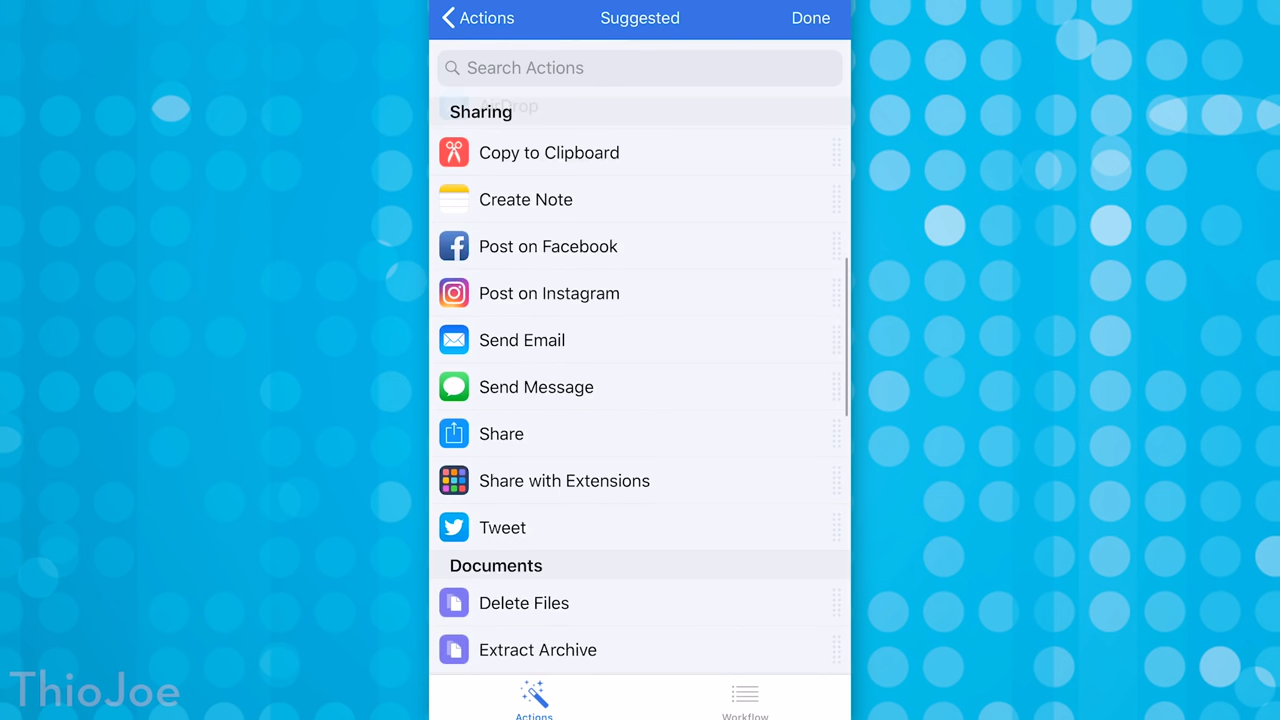 Actions
Suggested
Done
Search Actions
AirDrop
Sharing
Copy to Clipboard
Create Note
Post on Facebook
Post on Instagram
Send Email
Send Message
Share
Share with Extensions
Tweet
Documents
Delete Files
Extract Archive
Actions
Workflow
ThioJoe